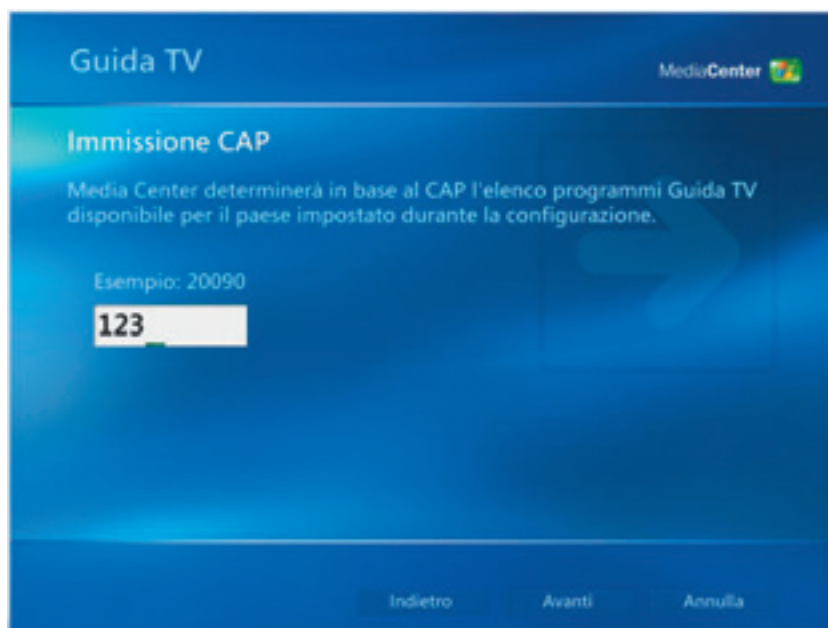 Guida TV
MediaCenter
Immissione CAP
Media Center determinerà in base al CAP l'elenco programmi Guida TV
disponibile per il paese impostato durante la configurazione.
Esempio: 20090
123
Indietro Avanti Annulla